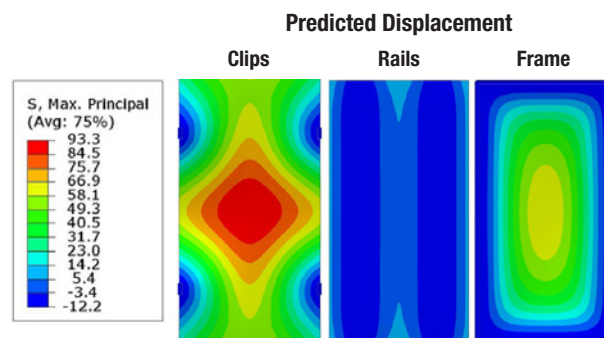 Predicted Displacement
Clips
Rails
Frame
S, Max. Principal
(Avg: 75%)
93.3
84.5
75.7
66.9
58.1
49.3
40.5
31.7
23.0
14.2
5.4
-3.4
-12.2